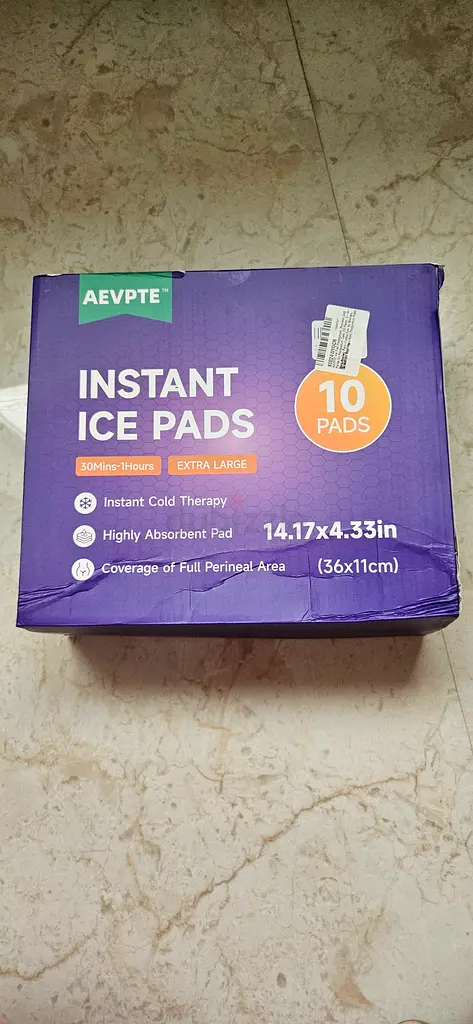 AEVPTE™
INSTANT
ICE PADS
10
PADS
30Mins-1Hours
EXTRA LARGE
Instant Cold Therapy
Highly Absorbent Pad
14.17x4.33in
Coverage of Full Perineal Area
(36x11cm)